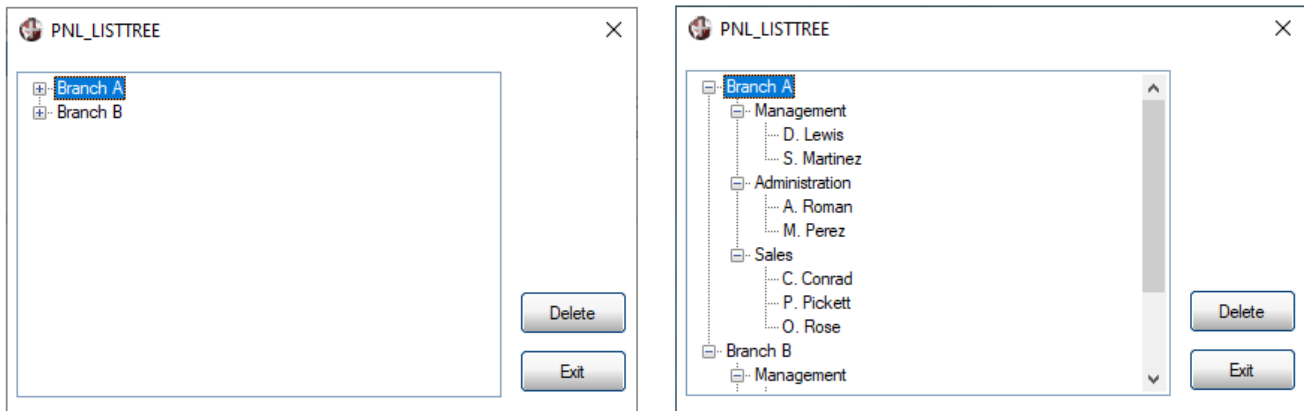 PNL_LISTTREE
Branch A
Branch B
Delete
Exit
PNL_LISTTREE
Branch A
Management
D. Lewis
S. Martinez
Administration
A. Roman
M. Perez
Sales
C. Conrad
P. Pickett
O. Rose
Branch B
Management
Delete
Exit